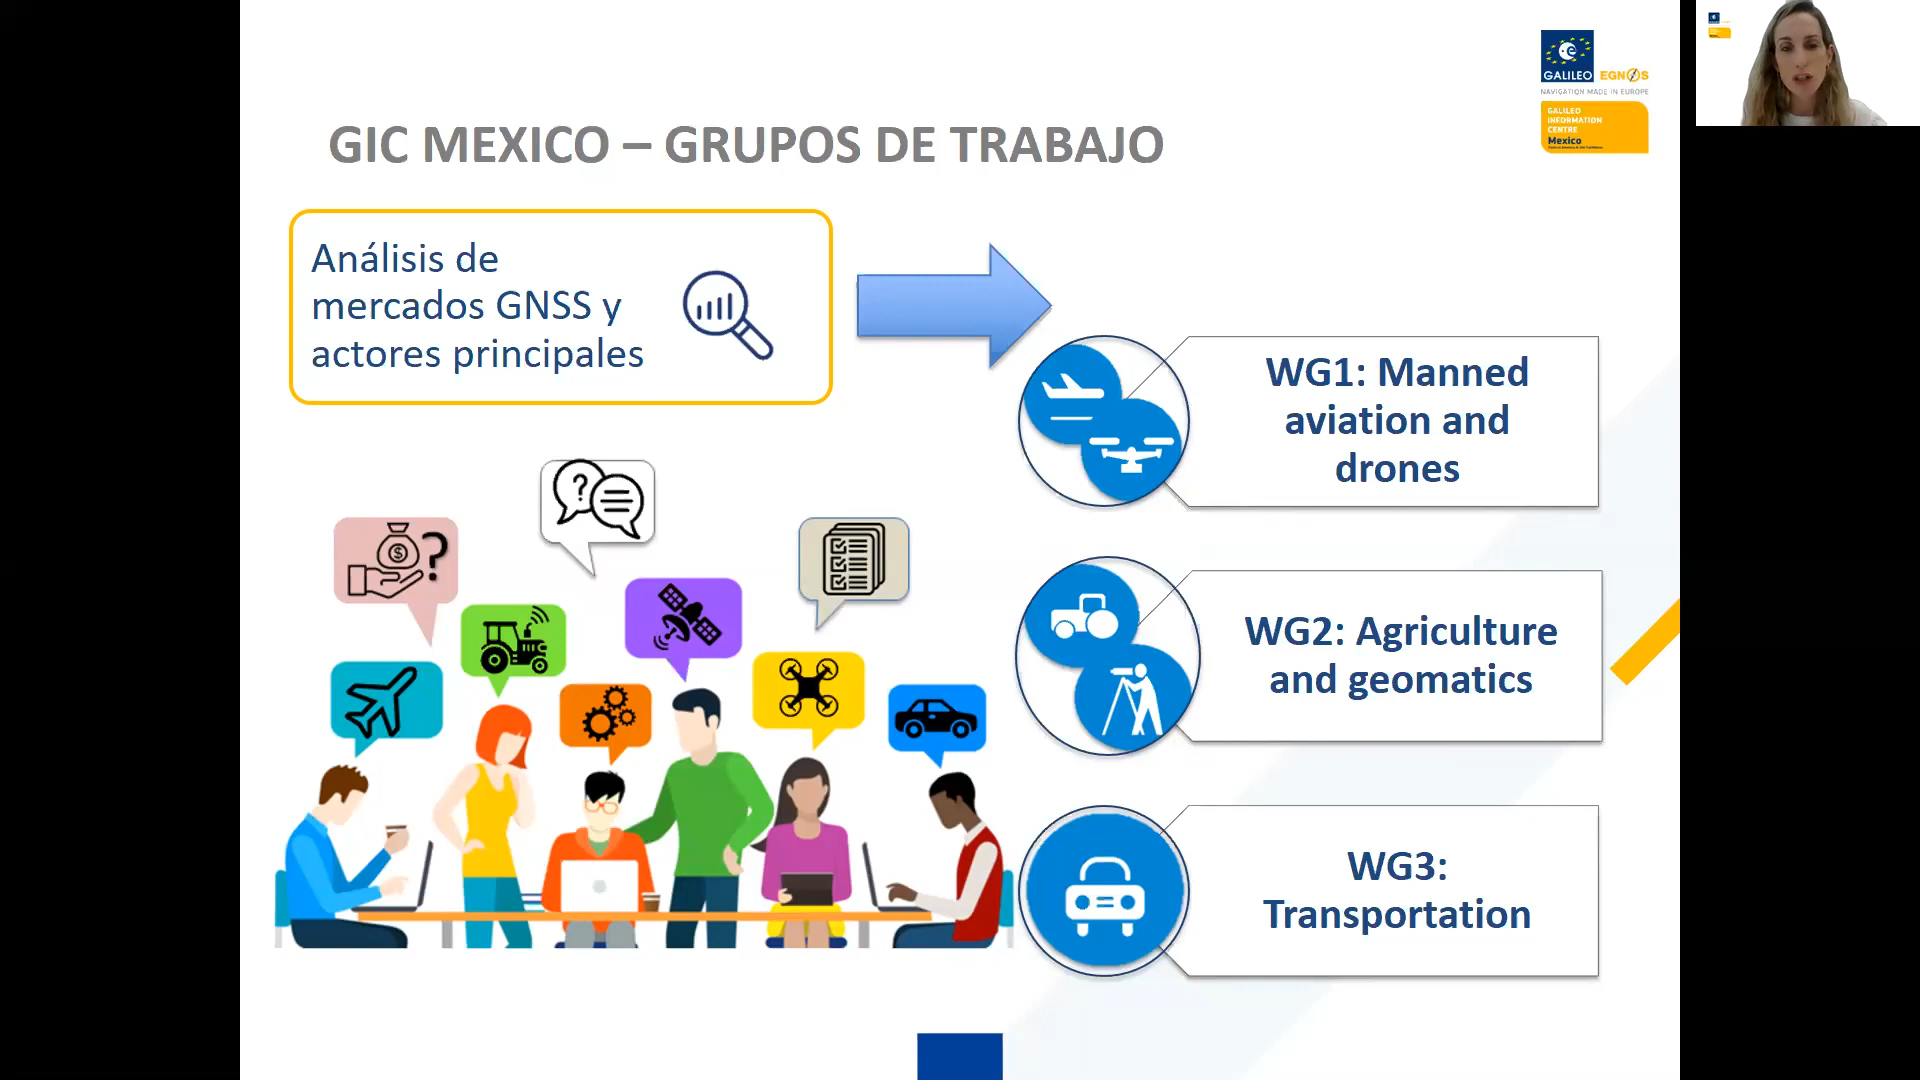 GIC MEXICO – GRUPOS DE TRABAJO
GALILEO
EGNOS
NAVIGATION MADE IN EUROPE
GALILEO
INFORMATION
CENTRE
Mexico
Análisis de
mercados GNSS y
actores principales
WG1: Manned
aviation and
drones
WG2: Agriculture
and geomatics
WG3:
Transportation